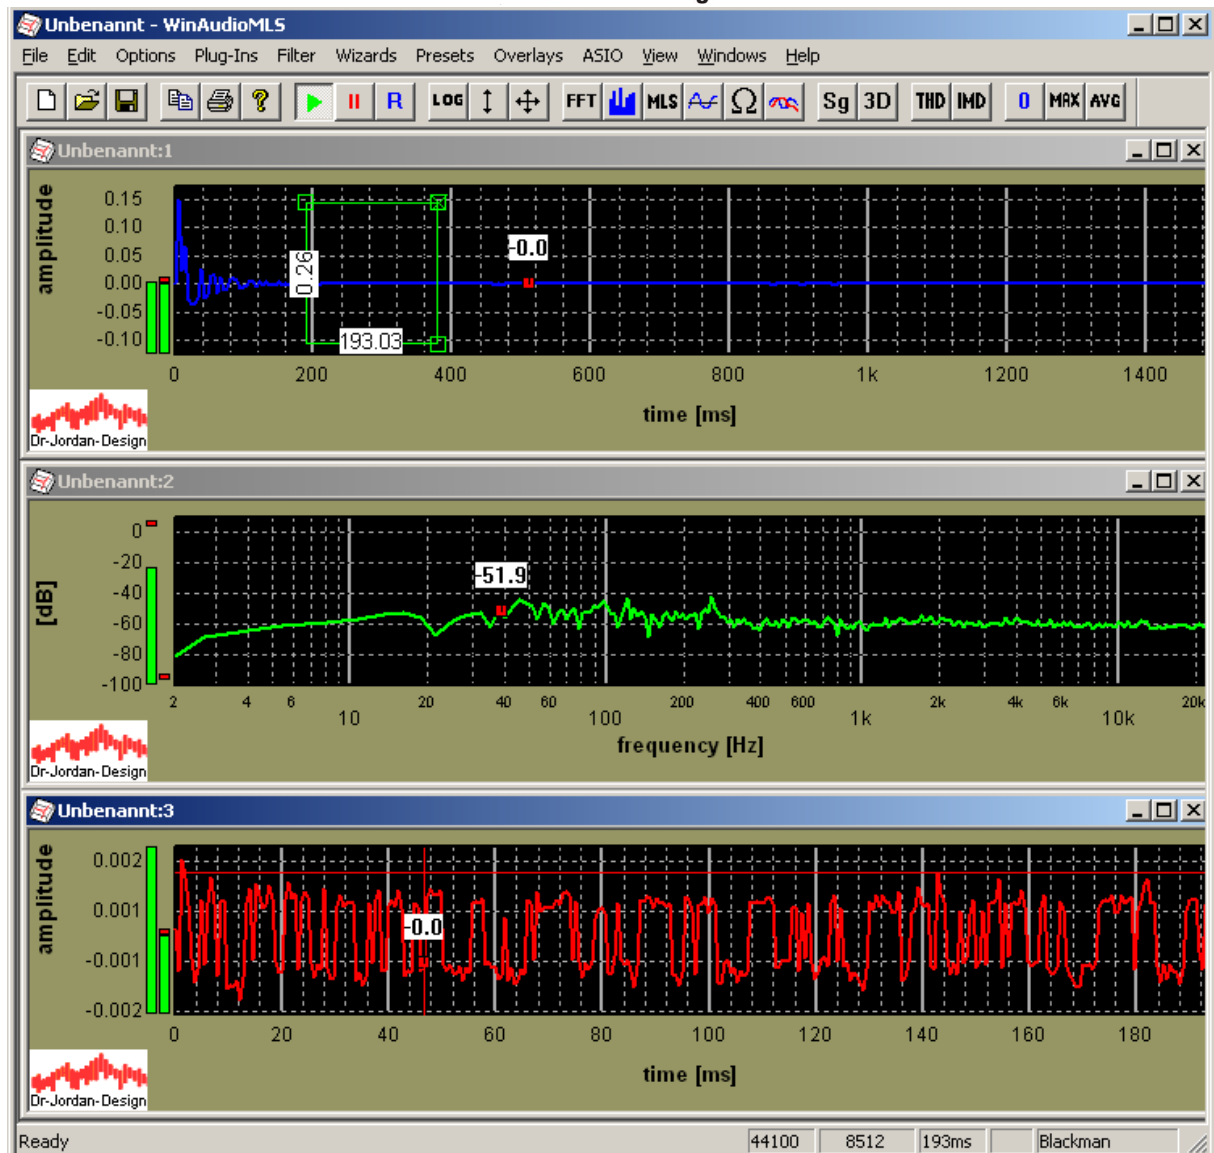 Unbenannt - WinAudioMLS
File Edit Options Plug-Ins Filter Wizards Presets Overlays ASIO View Windows Help
R LOG FFT MLS Ω Sg 3D THD IMD 0 MAX AVG
Unbenannt:1
amplitude
0.15
0.10
0.05
0.00
-0.05
-0.10
0.26
193.03
-0.0
0 200 400 600 800 1k 1200 1400
time [ms]
Dr-Jordan-Design
Unbenannt:2
[dB]
0
-20
-40
-60
-80
-100
-51.9
2 4 6 20 40 60 200 400 600 2k 4k 6k 20k
10 100 1k 10k
frequency [Hz]
Dr-Jordan-Design
Unbenannt:3
amplitude
0.002
0.001
-0.001
-0.002
-0.0
0 20 40 60 80 100 120 140 160 180
time [ms]
Dr-Jordan-Design
Ready 44100 8512 193ms Blackman